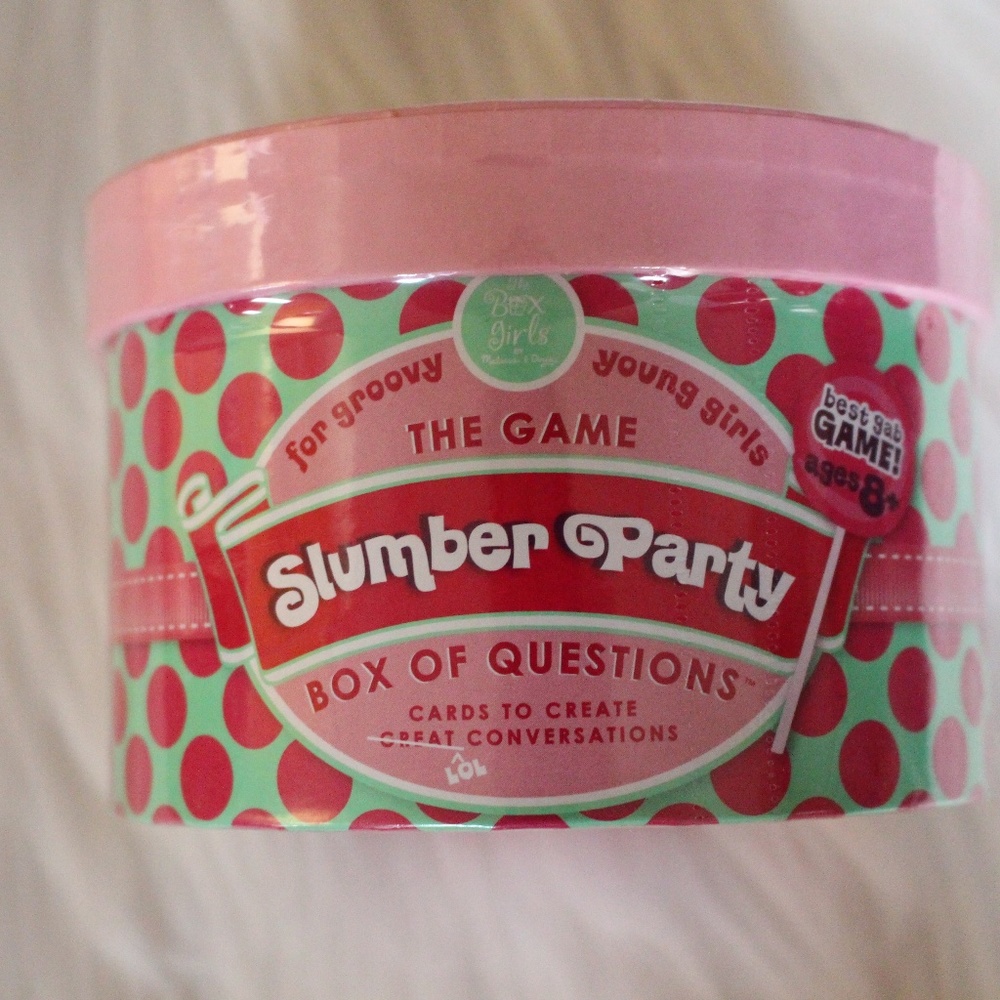 The
BOX
girls
BY
for groovy young girls
THE GAME
best gab
GAME!
ages 8+
Slumber Party
BOX OF QUESTIONS™
CARDS TO CREATE
GREAT CONVERSATIONS
LOL